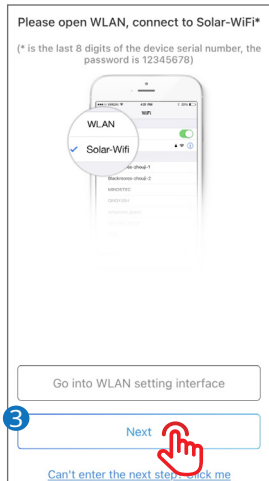 Please open WLAN, connect to Solar-WiFi*
(* is the last 8 digits of the device serial number, the
password is 12345678)
WiFi
WLAN
Solar-Wifi
3
Go into WLAN setting interface
Next
Can't enter the next step? Click me